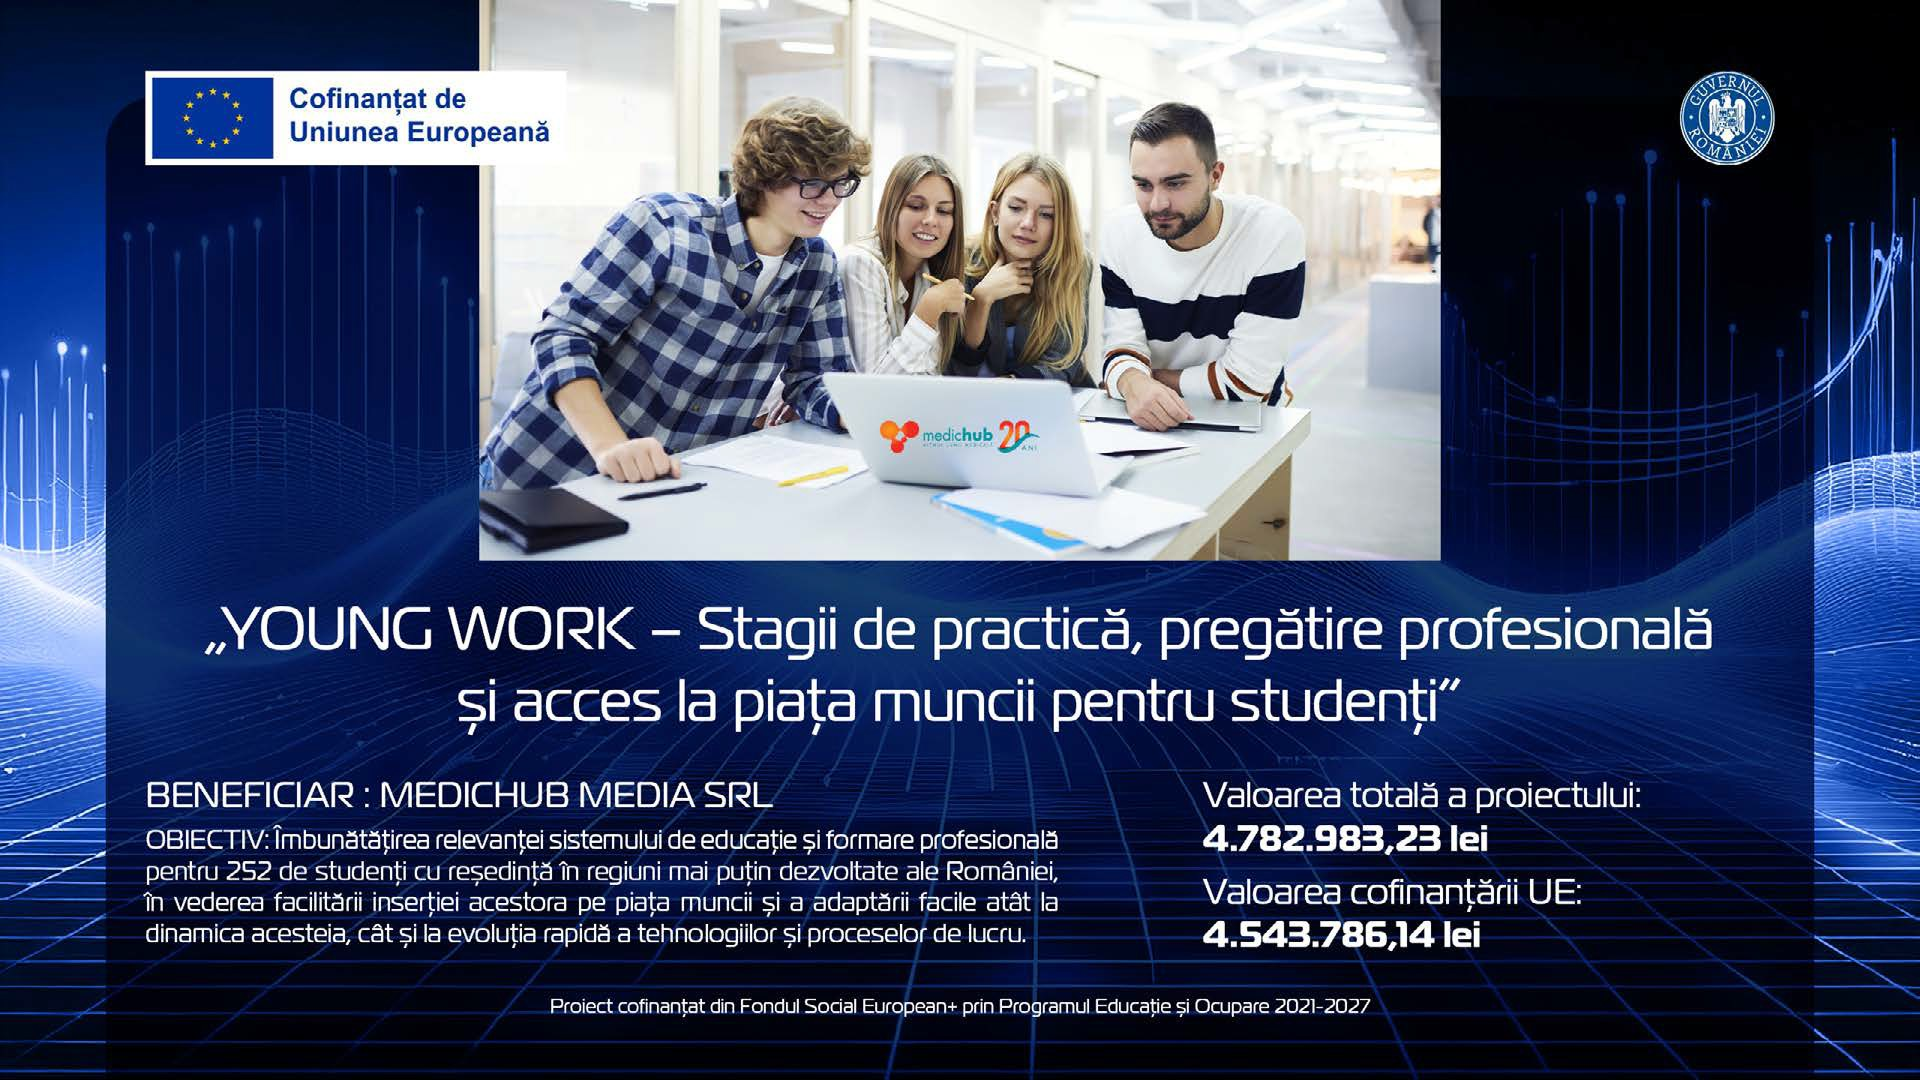 Cofinanțat de
Uniunea Europeană
GUVERNUL ROMÂNIEI
medichub 20
ANI
„YOUNG WORK – Stagii de practică, pregătire profesională
și acces la piața muncii pentru studenți”
BENEFICIAR : MEDICHUB MEDIA SRL
OBIECTIV: Îmbunătățirea relevanței sistemului de educație și formare profesională
pentru 252 de studenți cu reședință în regiuni mai puțin dezvoltate ale României,
în vederea facilitării inserției acestora pe piața muncii și a adaptării facile atât la
dinamica acesteia, cât și la evoluția rapidă a tehnologiilor și proceselor de lucru.
Valoarea totală a proiectului:
4.782.983,23 lei
Valoarea cofinanțării UE:
4.543.786,14 lei
Proiect cofinanțat din Fondul Social European+ prin Programul Educație și Ocupare 2021-2027